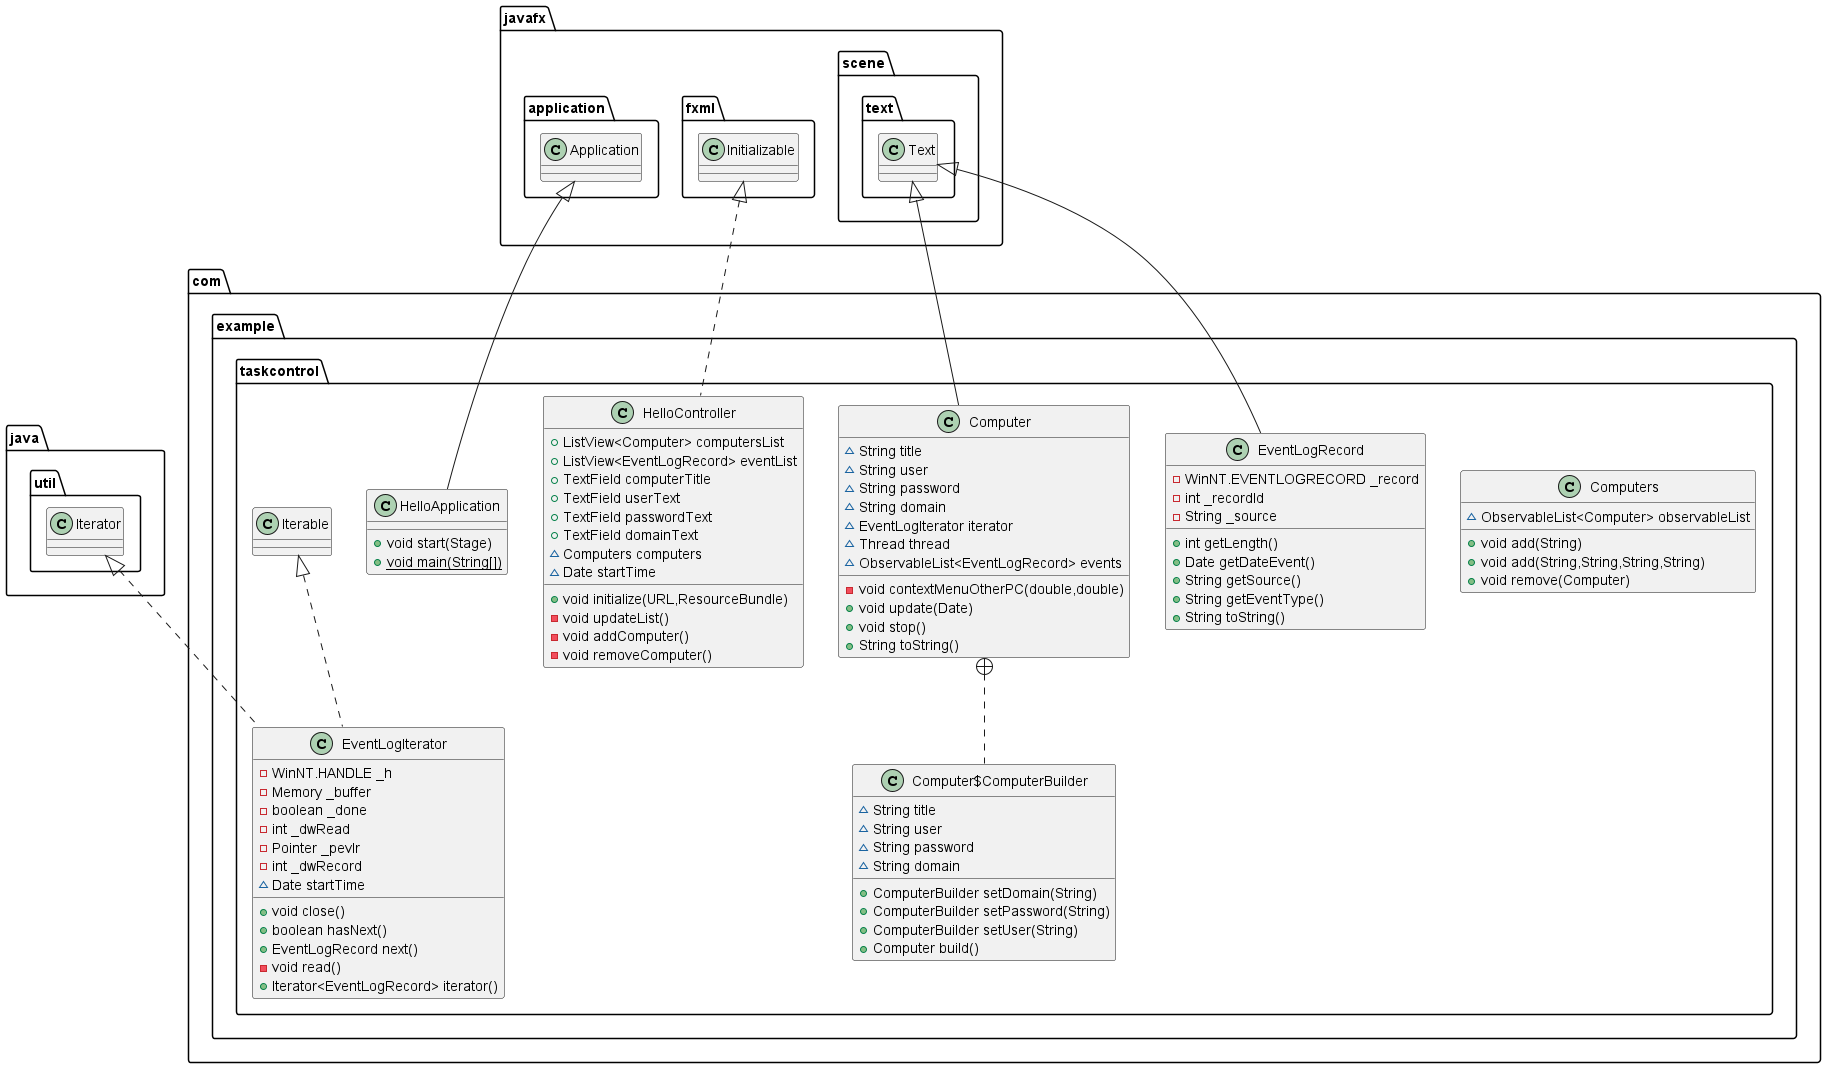 javafx
scene
application
fxml
text
C Application
C Initializable
C Text
com
example
taskcontrol
java
util
C Iterator
C Iterable
C HelloApplication
void start(Stage)
void main(String[])
C HelloController
ListView<Computer> computersList
ListView<EventLogRecord> eventList
TextField computerTitle
TextField userText
TextField passwordText
TextField domainText
Computers computers
Date startTime
void initialize(URL,ResourceBundle)
void updateList()
void addComputer()
void removeComputer()
C Computer
String title
String user
String password
String domain
EventLogIterator iterator
Thread thread
ObservableList<EventLogRecord> events
void contextMenuOtherPC(double,double)
void update(Date)
void stop()
String toString()
C EventLogRecord
WinNT.EVENTLOGRECORD _record
int _recordId
String _source
int getLength()
Date getDateEvent()
String getSource()
String getEventType()
String toString()
C Computers
ObservableList<Computer> observableList
void add(String)
void add(String,String,String,String)
void remove(Computer)
C EventLogIterator
WinNT.HANDLE _h
Memory _buffer
boolean _done
int _dwRead
Pointer _pevlr
int _dwRecord
Date startTime
void close()
boolean hasNext()
EventLogRecord next()
void read()
Iterator<EventLogRecord> iterator()
C Computer$ComputerBuilder
String title
String user
String password
String domain
ComputerBuilder setDomain(String)
ComputerBuilder setPassword(String)
ComputerBuilder setUser(String)
Computer build()